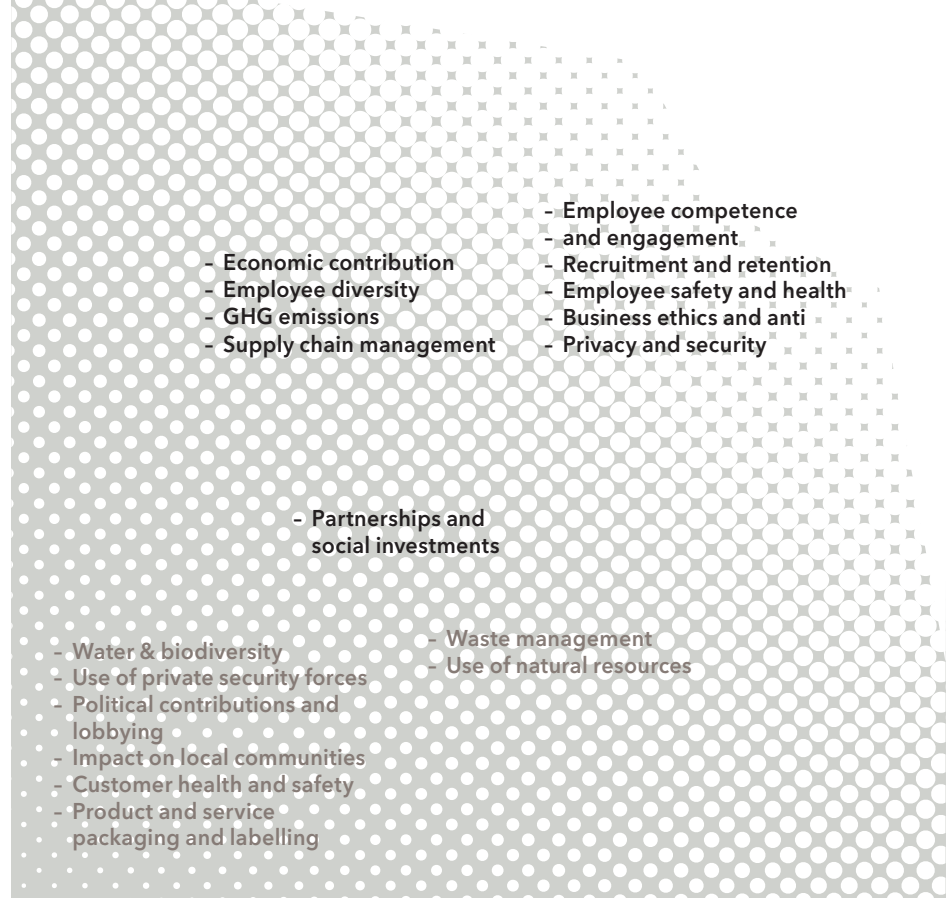 - Employee competence
- and engagement
- Recruitment and retention
- Employee safety and health
- Business ethics and anti
- Privacy and security
- Economic contribution
- Employee diversity
- GHG emissions
- Supply chain management
- Partnerships and
social investments
- Waste management
- Use of natural resources
- Water & biodiversity
- Use of private security forces
- Political contributions and
lobbying
- Impact on local communities
- Customer health and safety
- Product and service
packaging and labelling